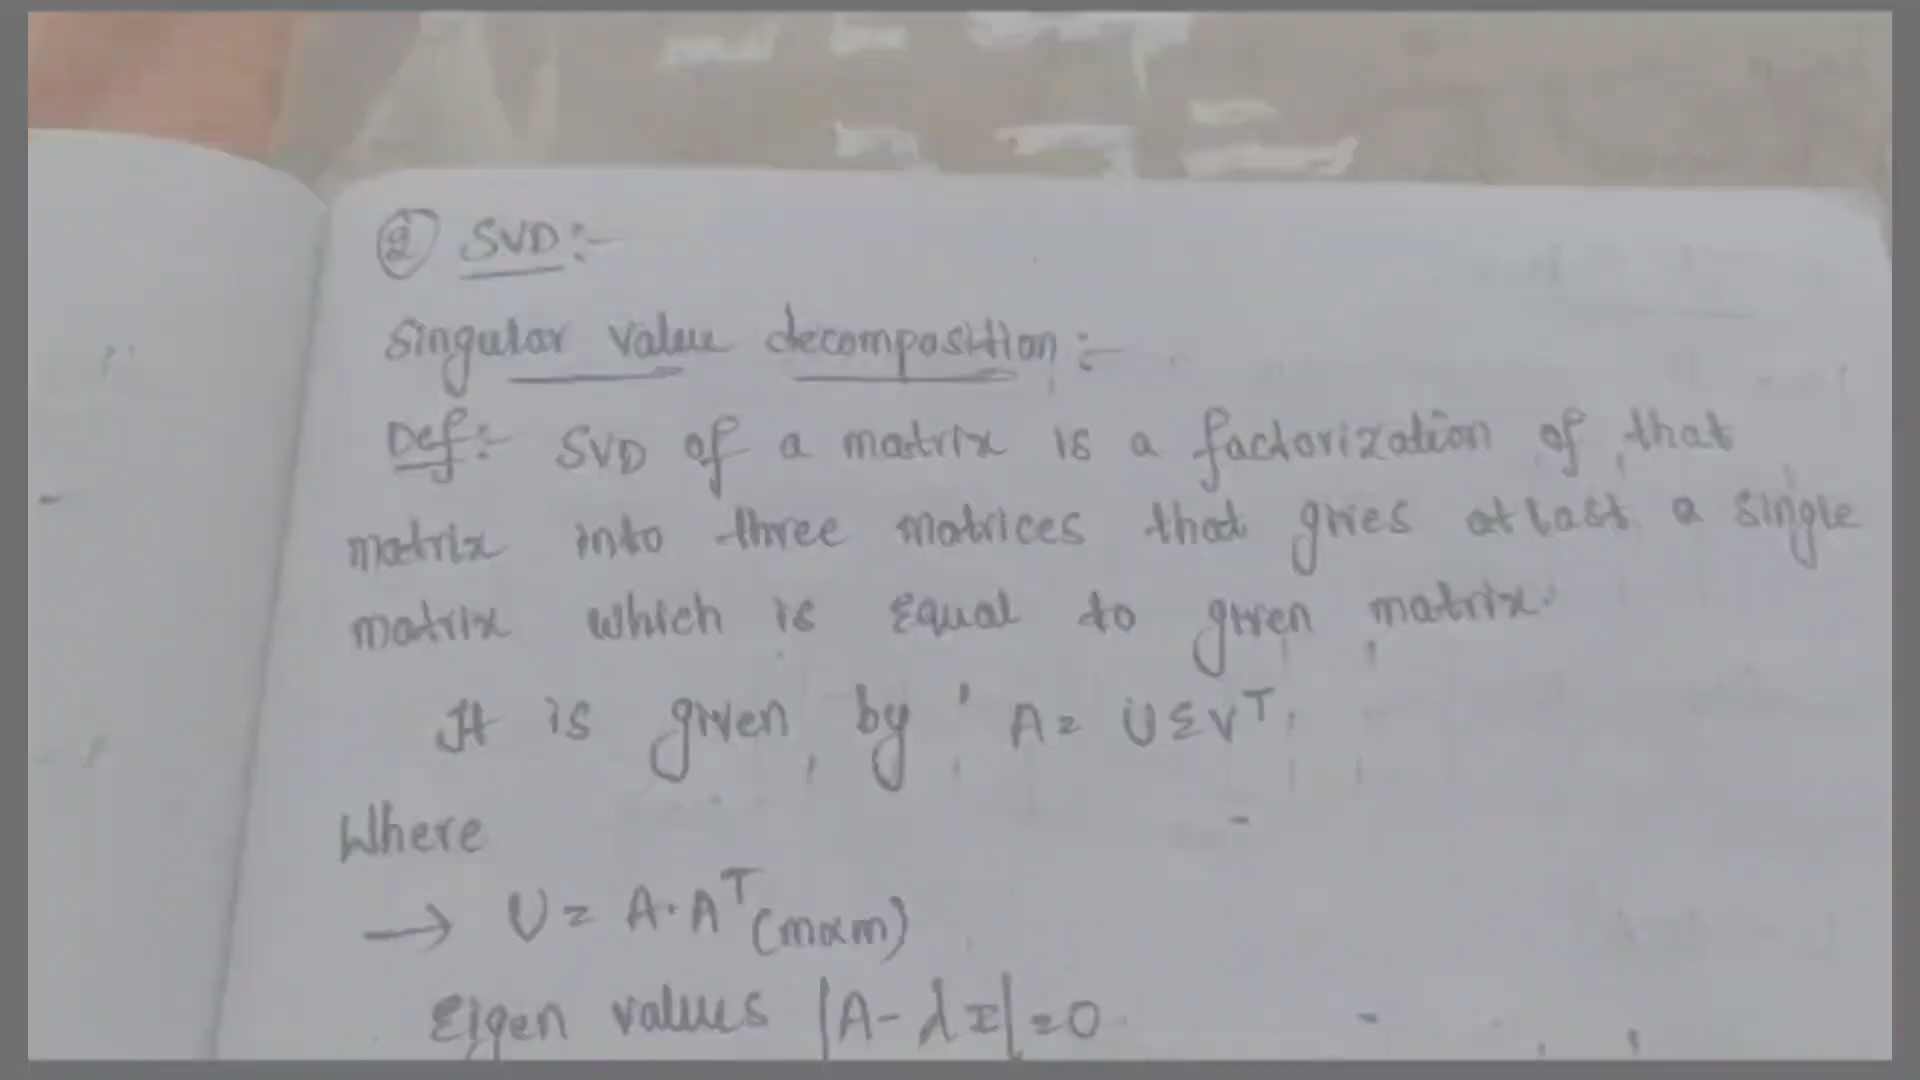 ② SVD:-
Singular value decomposition:-
Def:- SVD of a matrix is a factorization of that
matrix into three matrices that gives at last a single
matrix which is equal to given matrix.
It is given by A = UΣV^T
Where
→ U = A·A^T (m×m)
Eigen values |A-λI|=0